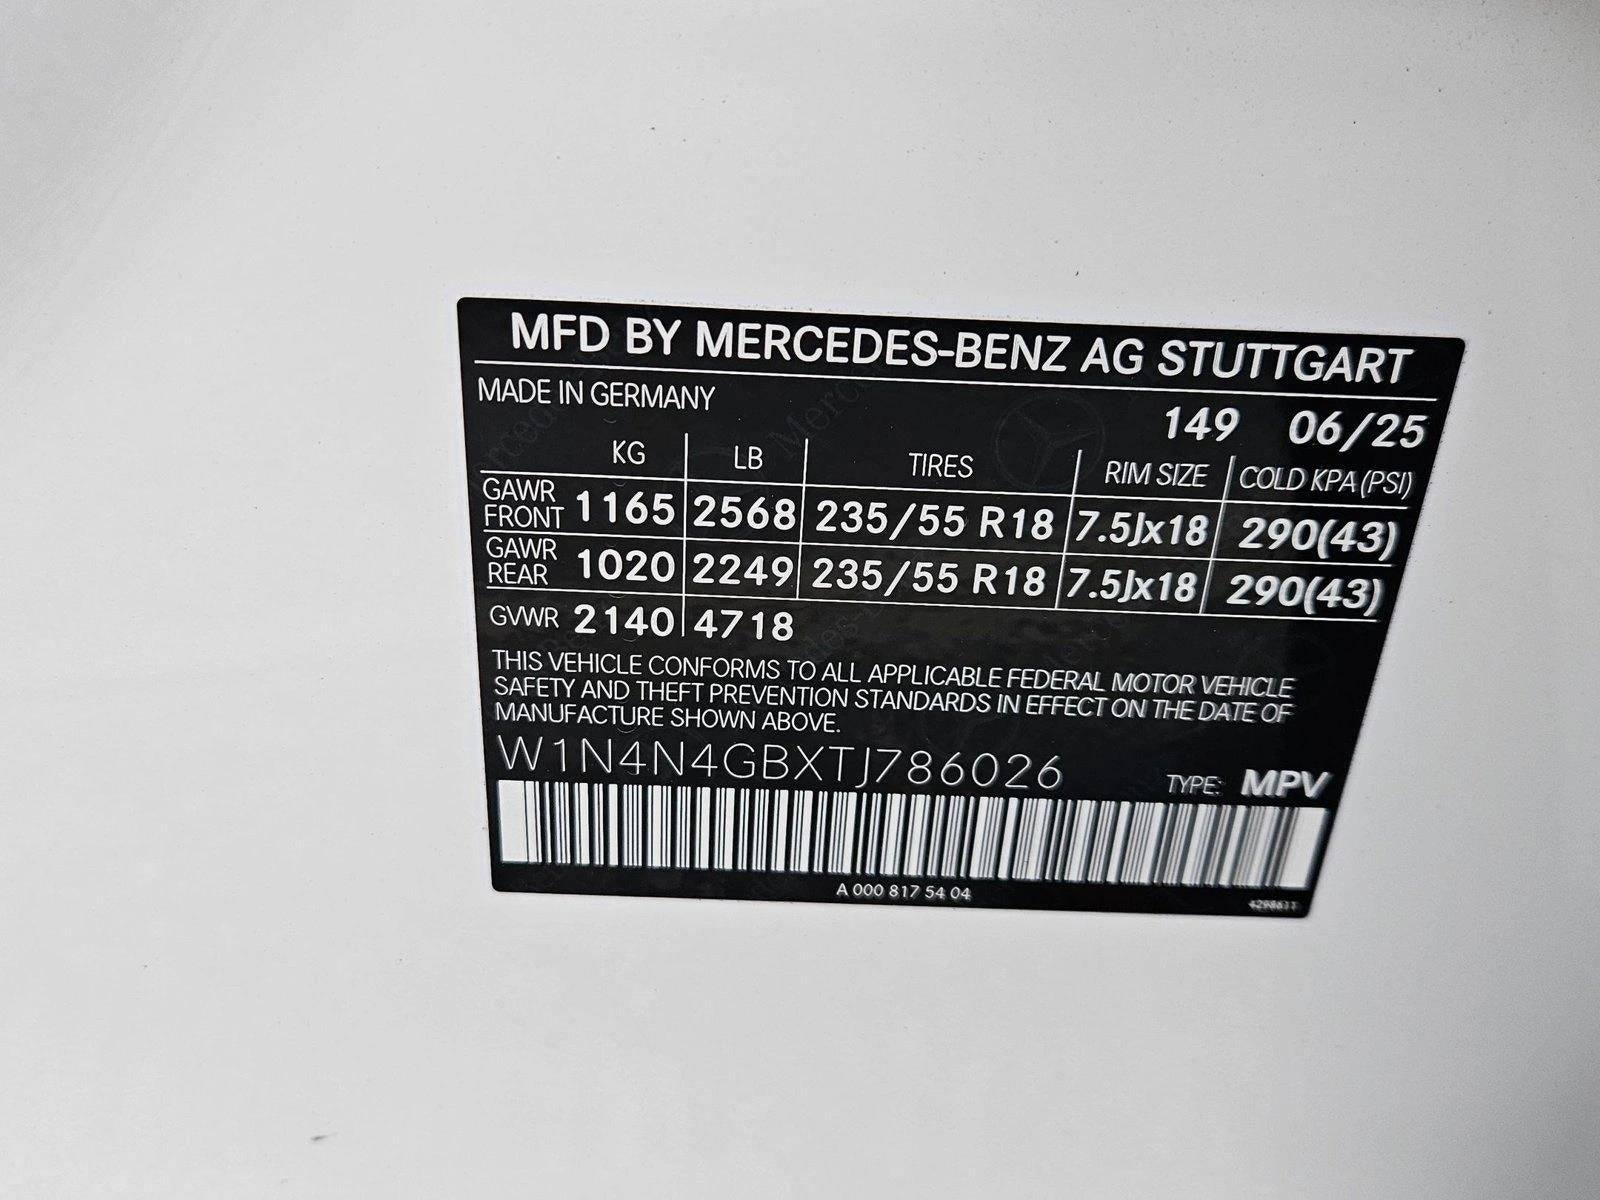 MFD BY MERCEDES-BENZ AG STUTTGART
MADE IN GERMANY
149 06/25
KG LB TIRES RIM SIZE COLD KPA (PSI)
GAWR FRONT 1165 2568 235/55 R18 7.5Jx18 290(43)
GAWR REAR 1020 2249 235/55 R18 7.5Jx18 290(43)
GVWR 2140 4718
THIS VEHICLE CONFORMS TO ALL APPLICABLE FEDERAL MOTOR VEHICLE
SAFETY AND THEFT PREVENTION STANDARDS IN EFFECT ON THE DATE OF
MANUFACTURE SHOWN ABOVE.
W1N4N4GBXTJ786026 TYPE: MPV
A 000 817 54 04